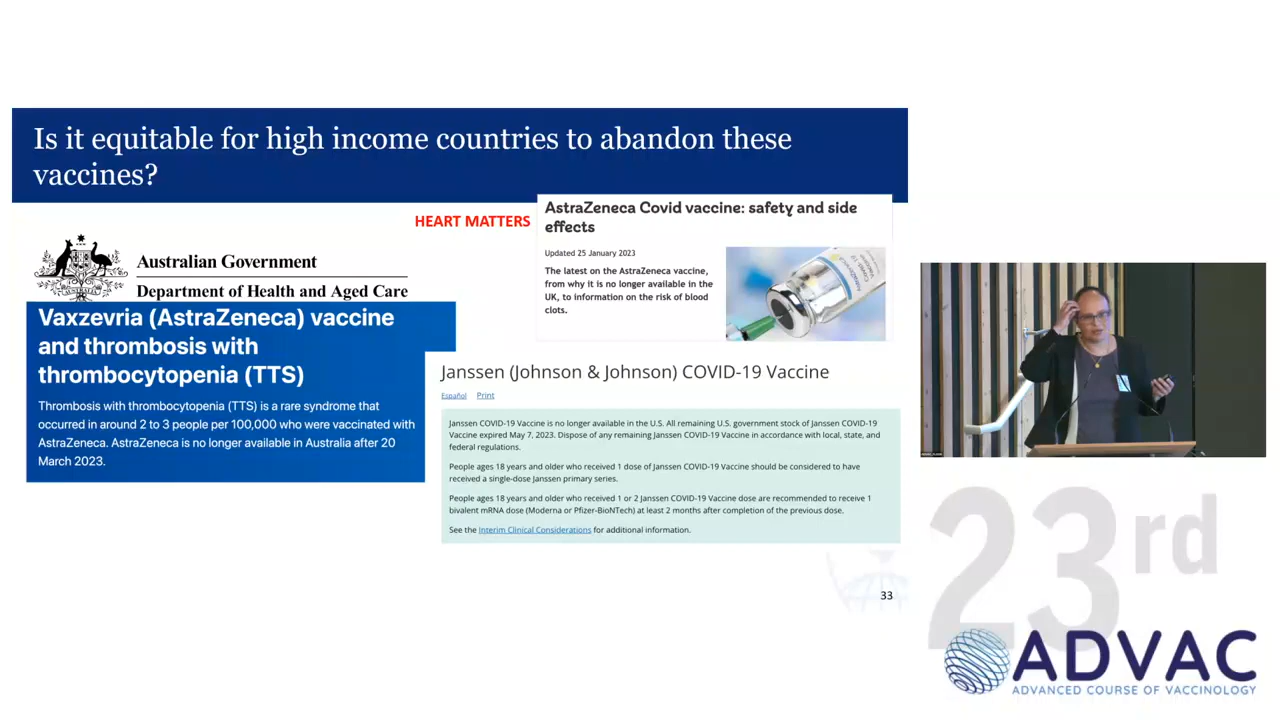 Is it equitable for high income countries to abandon these
vaccines?
HEART MATTERS
AstraZeneca Covid vaccine: safety and side
effects
Updated 25 January 2023
The latest on the AstraZeneca vaccine,
from why it is no longer available in the
UK, to information on the risk of blood
clots.
Australian Government
Department of Health and Aged Care
Vaxzevria (AstraZeneca) vaccine
and thrombosis with
thrombocytopenia (TTS)
Thrombosis with thrombocytopenia (TTS) is a rare syndrome that
occurred in around 2 to 3 people per 100,000 who were vaccinated with
AstraZeneca. AstraZeneca is no longer available in Australia after 20
March 2023.
Janssen (Johnson & Johnson) COVID-19 Vaccine
Español Print
Janssen COVID-19 Vaccine is no longer available in the U.S. All remaining U.S. government stock of Janssen COVID-19
Vaccine expired May 7, 2023. Dispose of any remaining Janssen COVID-19 Vaccine in accordance with local, state, and
federal regulations.
People ages 18 years and older who received 1 dose of Janssen COVID-19 Vaccine should be considered to have
received a single-dose Janssen primary series.
People ages 18 years and older who received 1 or 2 Janssen COVID-19 Vaccine dose are recommended to receive 1
bivalent mRNA dose (Moderna or Pfizer-BioNTech) at least 2 months after completion of the previous dose.
See the Interim Clinical Considerations for additional information.
33
23rd
ADVAC
ADVANCED COURSE OF VACCINOLOGY